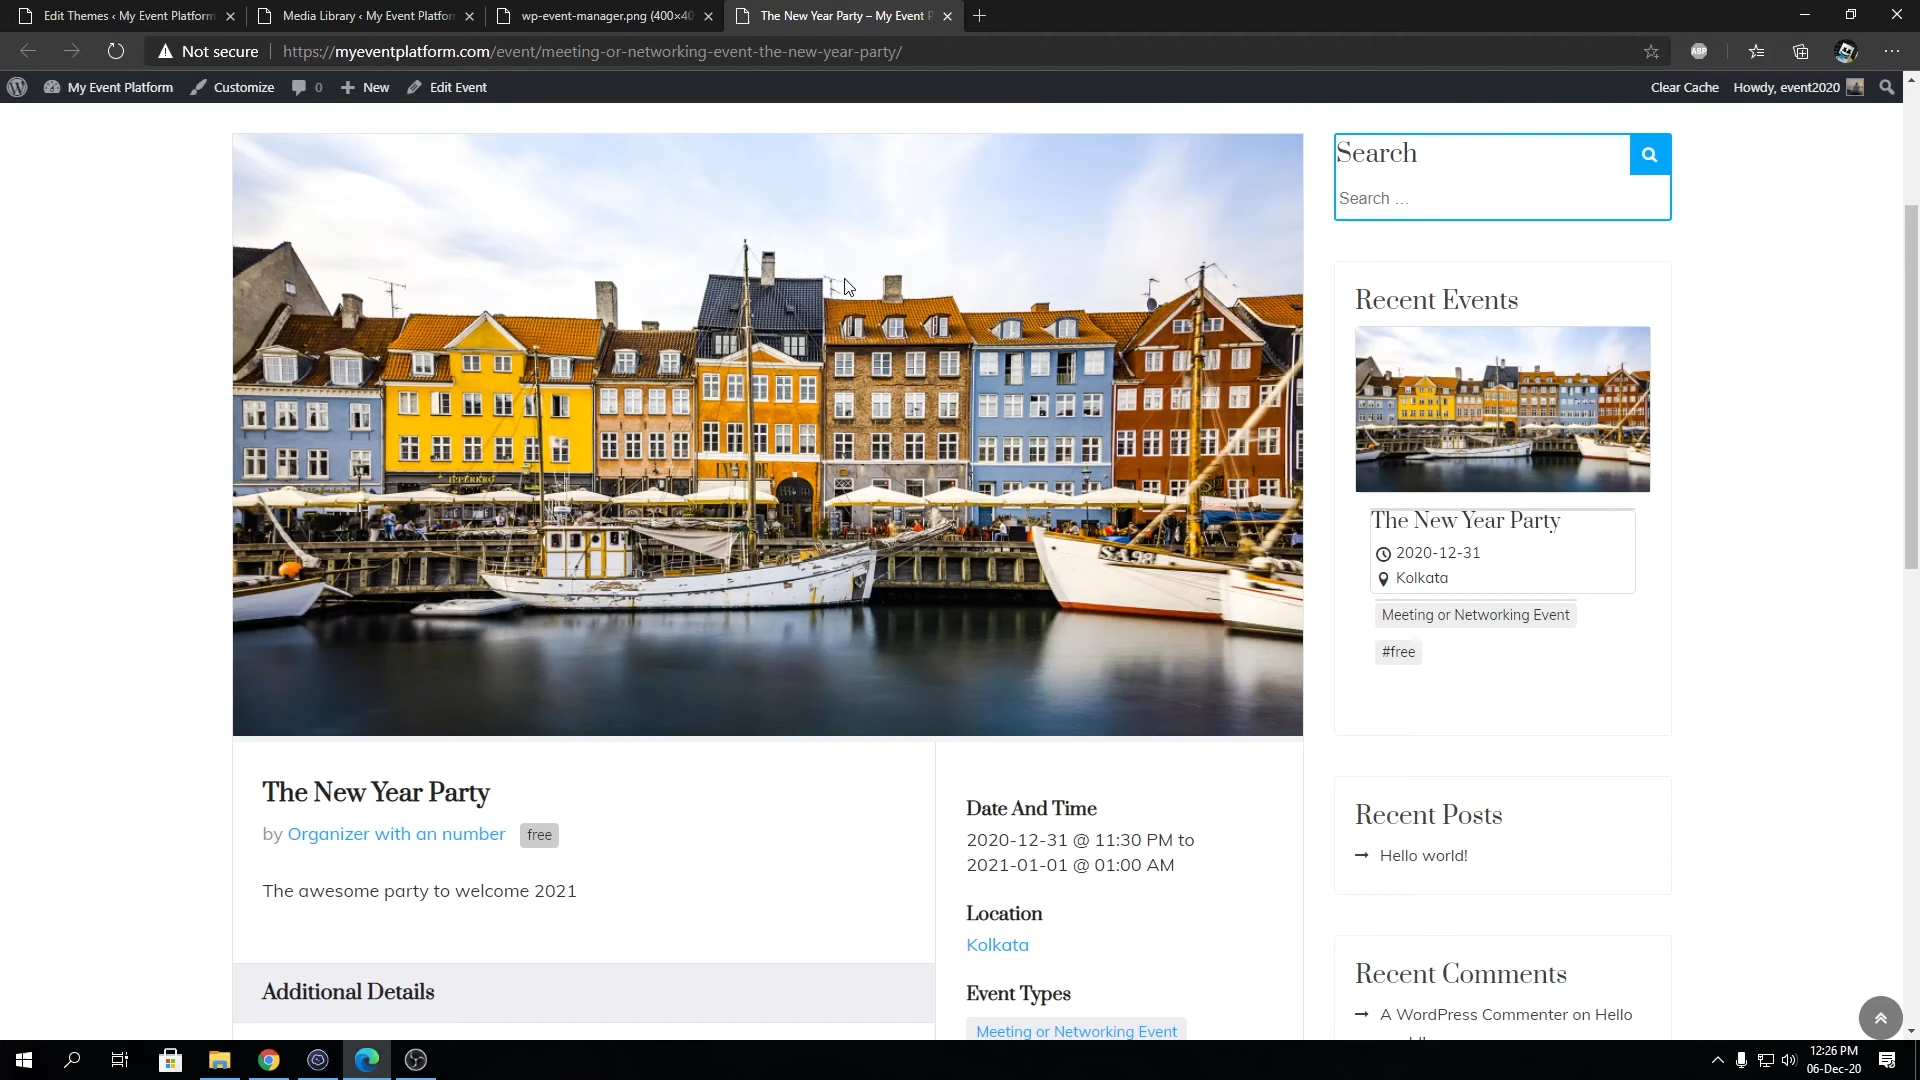 Edit Themes ‹ My Event Platform
Media Library ‹ My Event Platfor
wp-event-manager.png (400×40
The New Year Party – My Event P
Not secure
https://myeventplatform.com/event/meeting-or-networking-event-the-new-year-party/
ABP
My Event Platform
Customize
0
New
Edit Event
Clear Cache
Howdy, event2020
Search
Search ...
Recent Events
The New Year Party
2020-12-31
Kolkata
Meeting or Networking Event
#free
The New Year Party
by Organizer with an number free
The awesome party to welcome 2021
Additional Details
Date And Time
2020-12-31 @ 11:30 PM to
2021-01-01 @ 01:00 AM
Location
Kolkata
Event Types
Meeting or Networking Event
Recent Posts
Hello world!
Recent Comments
A WordPress Commenter on Hello
12:26 PM
06-Dec-20